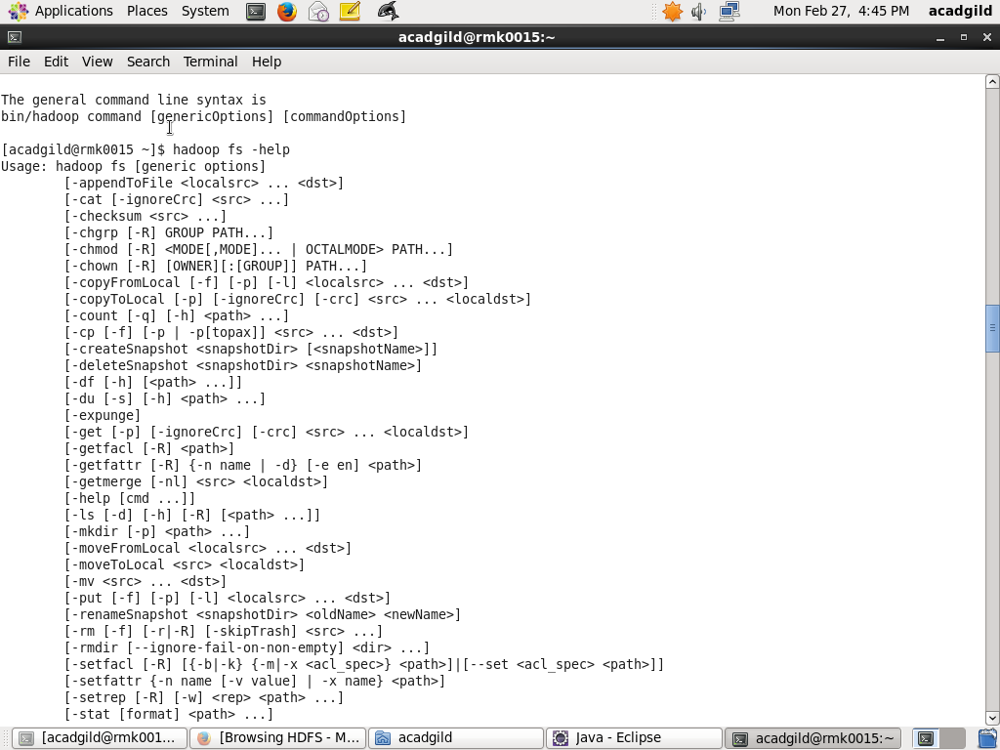 Applications Places System Mon Feb 27, 4:45 PM acadgild
acadgild@rmk0015:~
File Edit View Search Terminal Help
The general command line syntax is
bin/hadoop command [genericOptions] [commandOptions]
[acadgild@rmk0015 ~]$ hadoop fs -help
Usage: hadoop fs [generic options]
[-appendToFile <localsrc> ... <dst>]
[-cat [-ignoreCrc] <src> ...]
[-checksum <src> ...]
[-chgrp [-R] GROUP PATH...]
[-chmod [-R] <MODE[,MODE]... | OCTALMODE> PATH...]
[-chown [-R] [OWNER][:[GROUP]] PATH...]
[-copyFromLocal [-f] [-p] [-l] <localsrc> ... <dst>]
[-copyToLocal [-p] [-ignoreCrc] [-crc] <src> ... <localdst>]
[-count [-q] [-h] <path> ...]
[-cp [-f] [-p | -p[topax]] <src> ... <dst>]
[-createSnapshot <snapshotDir> [<snapshotName>]]
[-deleteSnapshot <snapshotDir> <snapshotName>]
[-df [-h] [<path> ...]]
[-du [-s] [-h] <path> ...]
[-expunge]
[-get [-p] [-ignoreCrc] [-crc] <src> ... <localdst>]
[-getfacl [-R] <path>]
[-getfattr [-R] {-n name | -d} [-e en] <path>]
[-getmerge [-nl] <src> <localdst>]
[-help [cmd ...]]
[-ls [-d] [-h] [-R] [<path> ...]]
[-mkdir [-p] <path> ...]
[-moveFromLocal <localsrc> ... <dst>]
[-moveToLocal <src> <localdst>]
[-mv <src> ... <dst>]
[-put [-f] [-p] [-l] <localsrc> ... <dst>]
[-renameSnapshot <snapshotDir> <oldName> <newName>]
[-rm [-f] [-r|-R] [-skipTrash] <src> ...]
[-rmdir [--ignore-fail-on-non-empty] <dir> ...]
[-setfacl [-R] [{-b|-k} {-m|-x <acl_spec>} <path>]|[--set <acl_spec> <path>]]
[-setfattr {-n name [-v value] | -x name} <path>]
[-setrep [-R] [-w] <rep> <path> ...]
[-stat [format] <path> ...]
[acadgild@rmk001... [Browsing HDFS - M... acadgild Java - Eclipse acadgild@rmk0015:~